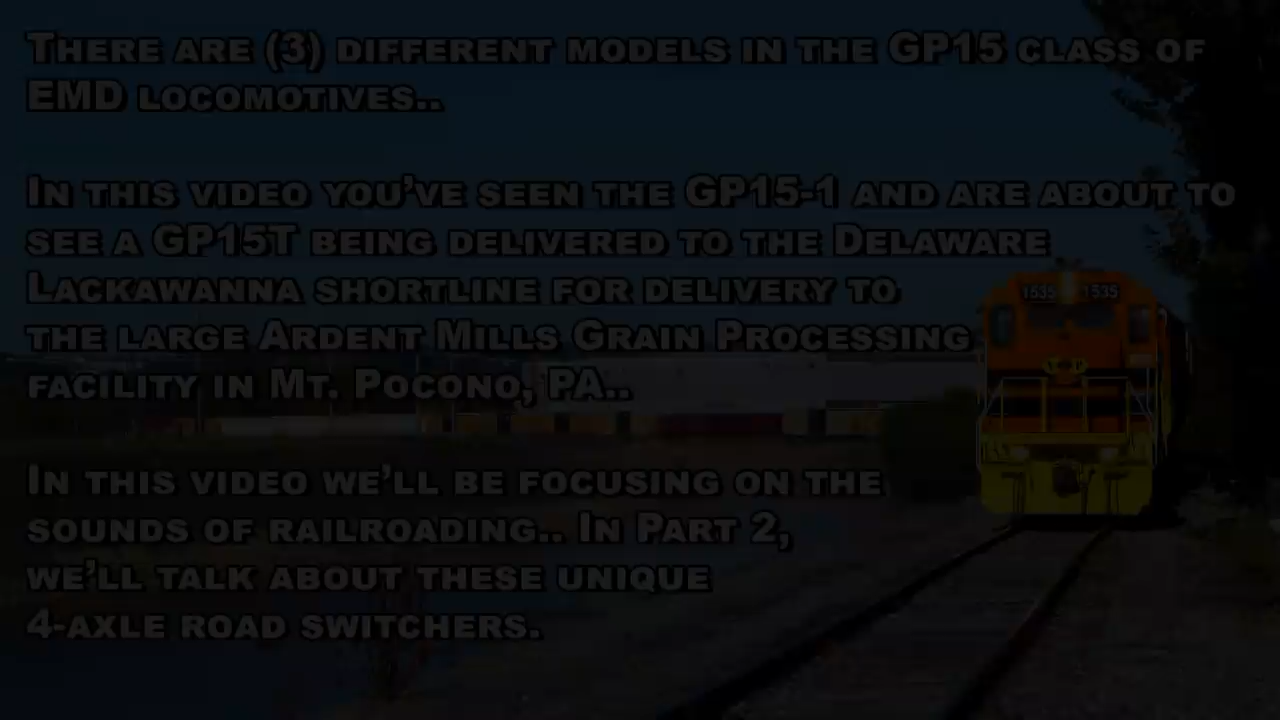 There are (3) different models in the GP15 class of
EMD locomotives..
In this video you've seen the GP15-1 and are about to
see a GP15T being delivered to the Delaware
Lackawanna shortline for delivery to
the large Ardent Mills Grain Processing
facility in Mt. Pocono, PA..
In this video we'll be focusing on the
sounds of railroading.. In Part 2,
we'll talk about these unique
4-axle road switchers.
1535 1535